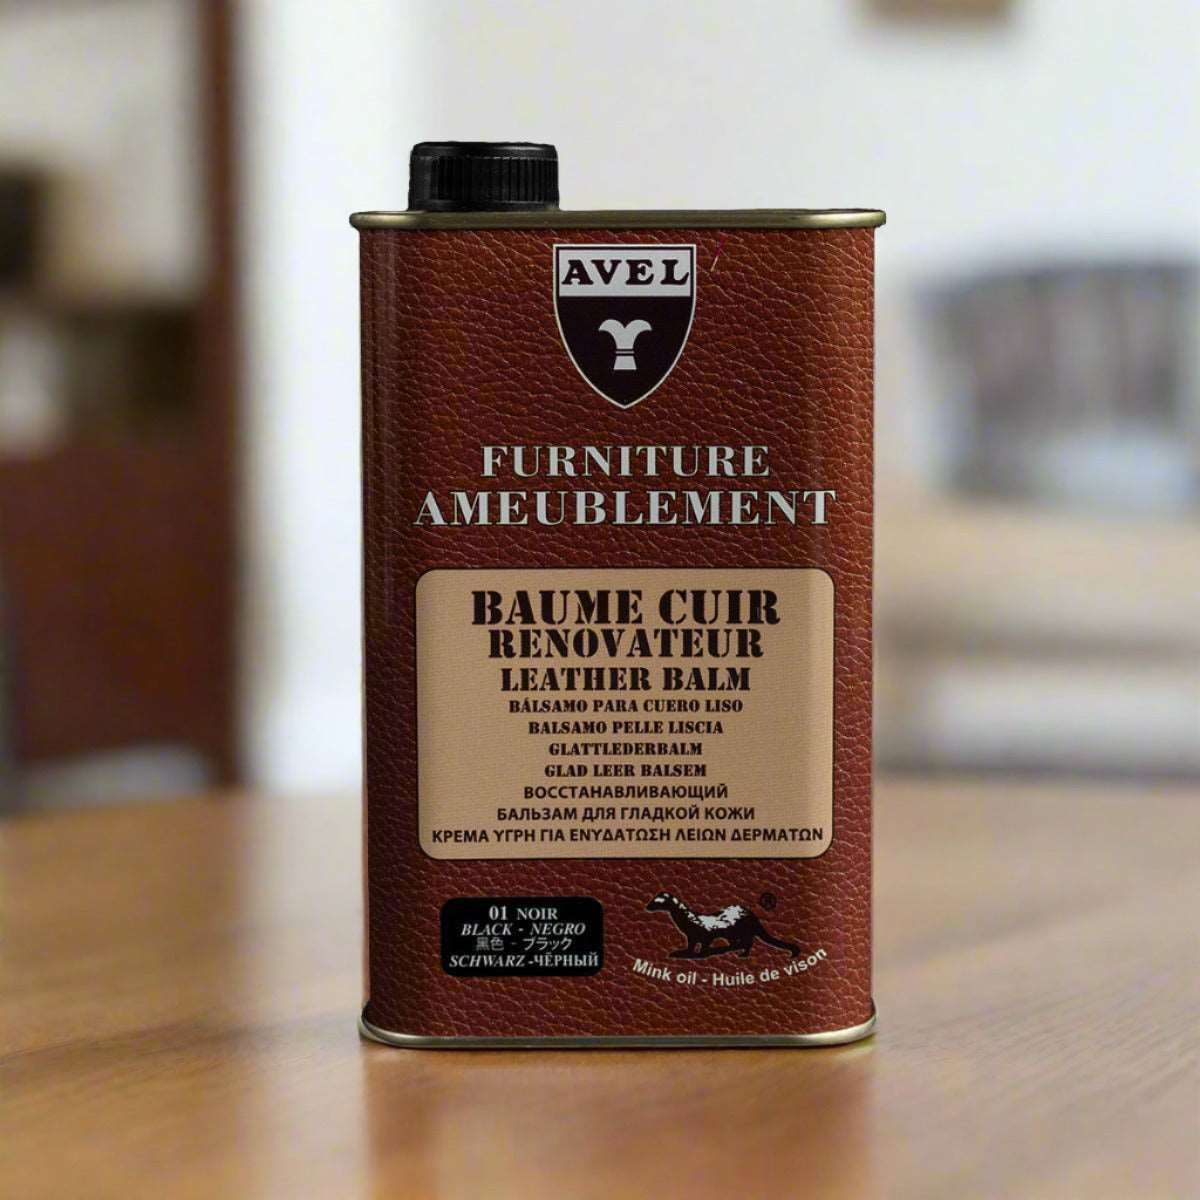 AVEL
FURNITURE
AMEUBLEMENT
BAUME CUIR
RENOVATEUR
LEATHER BALM
BÁLSAMO PARA CUERO LISO
BALSAMO PELLE LISCIA
GLATTLEDERBALM
GLAD LEER BALSEM
ВОССТАНАВЛИВАЮЩИЙ
БАЛЬЗАМ ДЛЯ ГЛАДКОЙ КОЖИ
ΚΡΕΜΑ ΥΓΡΗ ΓΙΑ ΕΝΥΔΑΤΩΣΗ ΛΕΙΩΝ ΔΕΡΜΑΤΩΝ
01 NOIR
BLACK - NEGRO
黑色 - ブラック
SCHWARZ -ЧЁРНЫЙ
®
Mink oil - Huile de vison